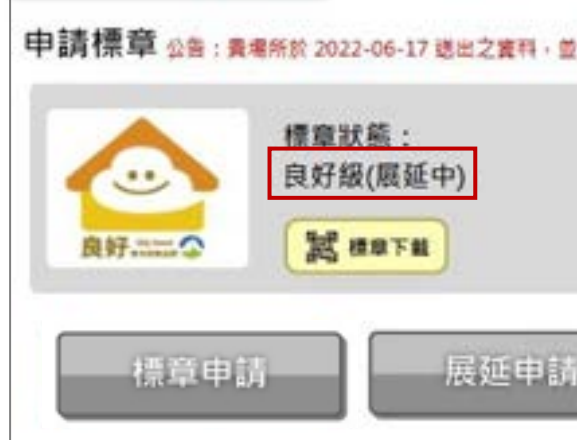 申請標章 公告：貴場所於 2022-06-17 送出之資料，並
標章狀態：
良好級(展延中)
良好
標章下載
標章申請
展延申請